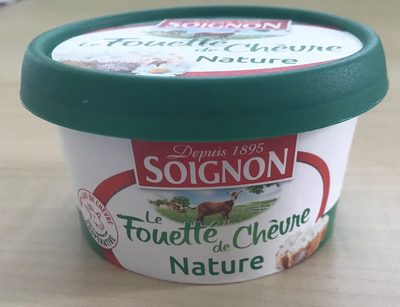 SOIGNON
Le Fouetté de Chèvre
Nature
Depuis 1895
SOIGNON
Le
Fouetté
de Chèvre
Nature